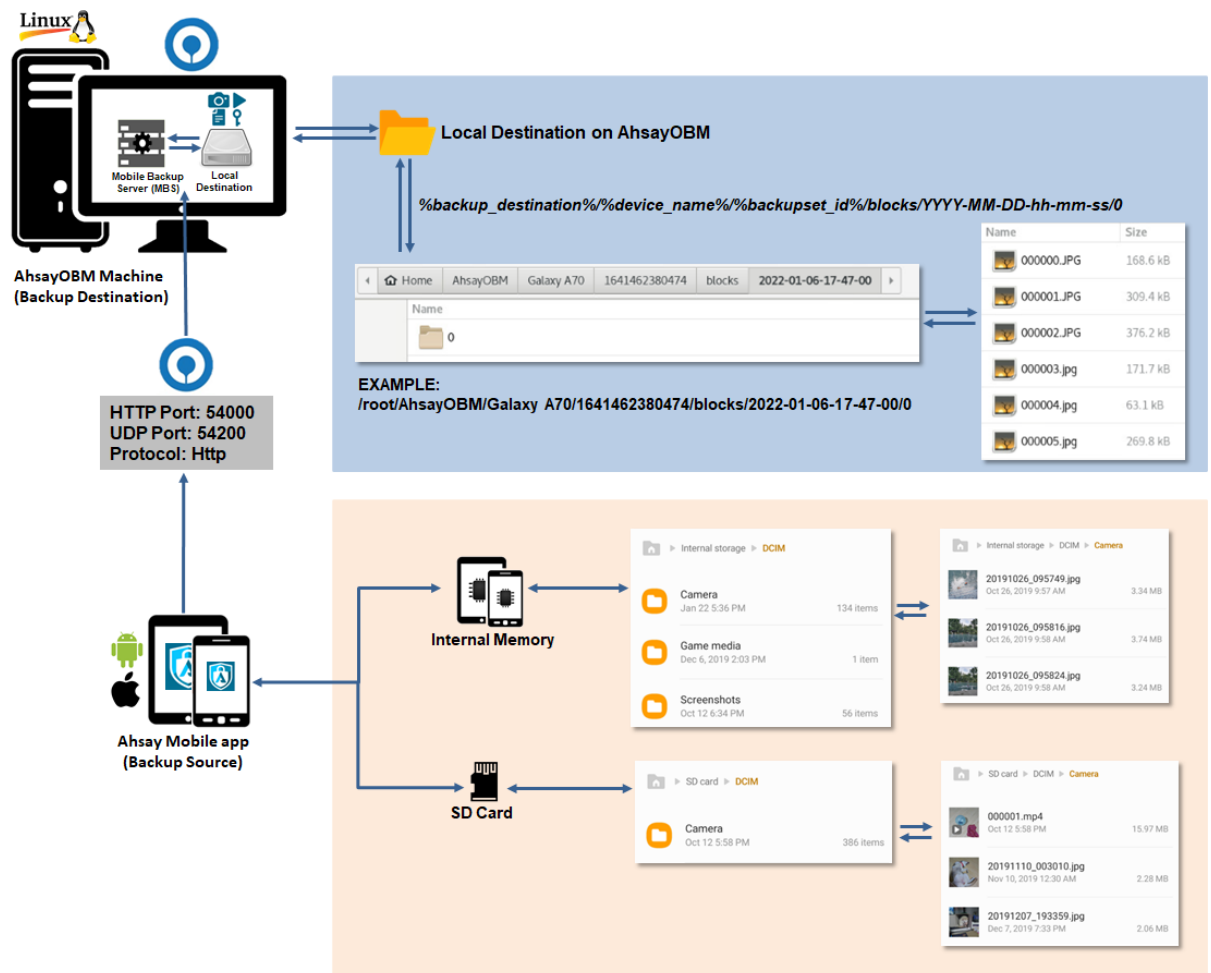 Linux
Mobile Backup
Server (MBS)
Local
Destination
AhsayOBM Machine
(Backup Destination)
HTTP Port: 54000
UDP Port: 54200
Protocol: Http
Ahsay Mobile app
(Backup Source)
Local Destination on AhsayOBM
%backup_destination%/%device_name%/%backupset_id%/blocks/YYYY-MM-DD-hh-mm-ss/0
Home AhsayOBM Galaxy A70 1641462380474 blocks 2022-01-06-17-47-00
Name
0
EXAMPLE:
/root/AhsayOBM/Galaxy A70/1641462380474/blocks/2022-01-06-17-47-00/0
Name Size
000000.JPG 168.6 kB
000001.JPG 309.4 kB
000002.JPG 376.2 kB
000003.jpg 171.7 kB
000004.jpg 63.1 kB
000005.jpg 269.8 kB
Internal Memory
Internal storage DCIM
Camera
Jan 22 5:36 PM 134 items
Game media
Dec 6, 2019 2:03 PM 1 item
Screenshots
Oct 12 6:34 PM 56 items
Internal storage DCIM Camera
20191026_095749.jpg
Oct 26, 2019 9:57 AM 3.34 MB
20191026_095816.jpg
Oct 26, 2019 9:58 AM 3.74 MB
20191026_095824.jpg
Oct 26, 2019 9:58 AM 3.24 MB
SD Card
SD card DCIM
Camera
Oct 12 5:58 PM 386 items
SD card DCIM Camera
000001.mp4
Oct 12 5:58 PM 15.97 MB
20191110_003010.jpg
Nov 10, 2019 12:30 AM 2.28 MB
20191207_193359.jpg
Dec 7, 2019 7:33 PM 2.06 MB